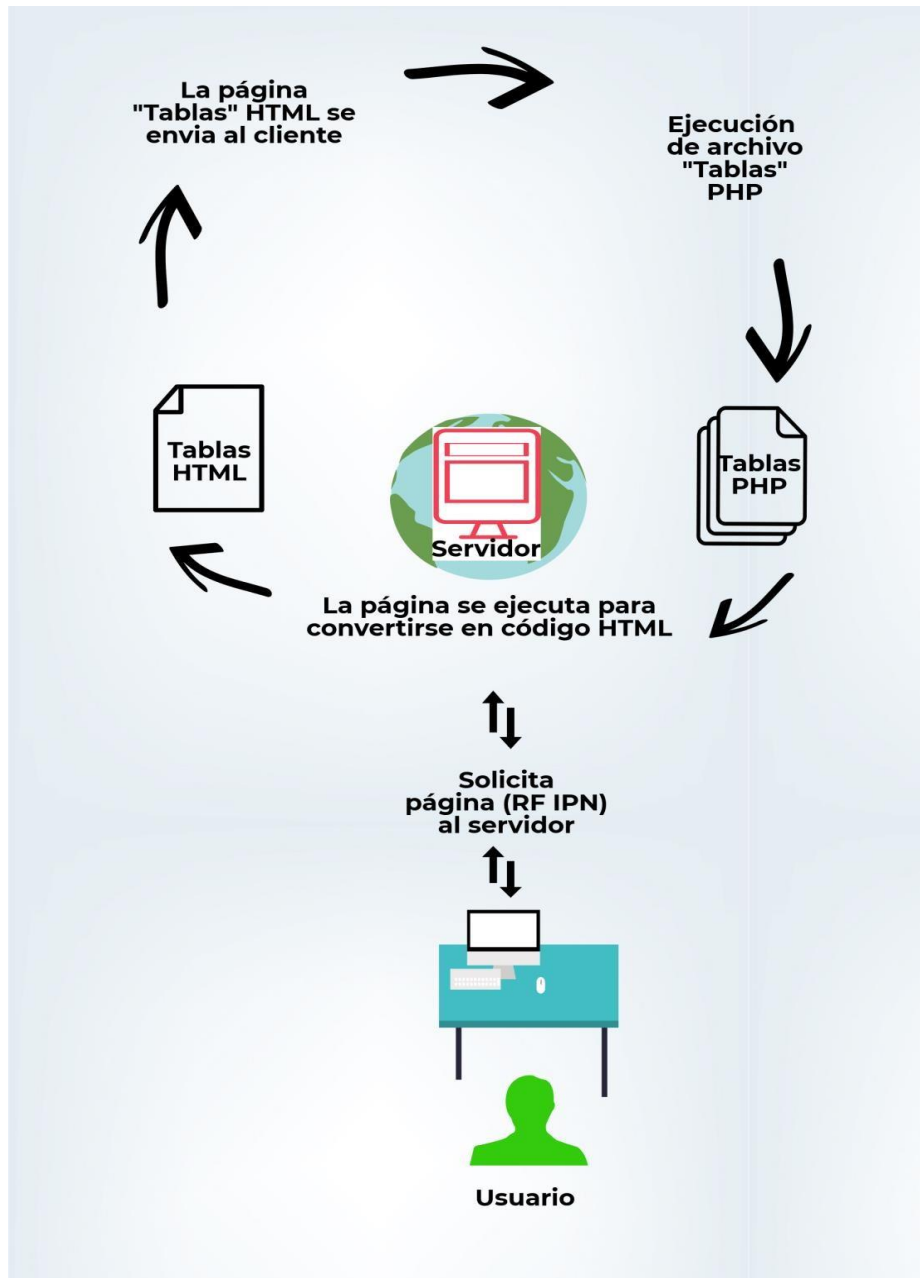 La página
"Tablas" HTML se
envia al cliente
Ejecución
de archivo
"Tablas"
PHP
Tablas
HTML
Servidor
Tablas
PHP
La página se ejecuta para
convertirse en código HTML
Solicita
página (RF IPN)
al servidor
Usuario